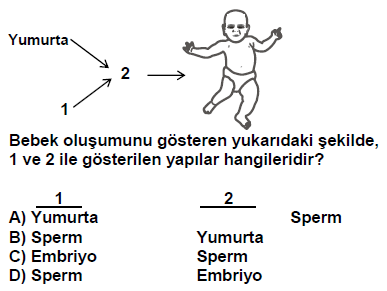 Yumurta
2
1
Bebek oluşumunu gösteren yukarıdaki şekilde,
1 ve 2 ile gösterilen yapılar hangileridir?
1 2
A) Yumurta Sperm
B) Sperm Yumurta
C) Embriyo Sperm
D) Sperm Embriyo